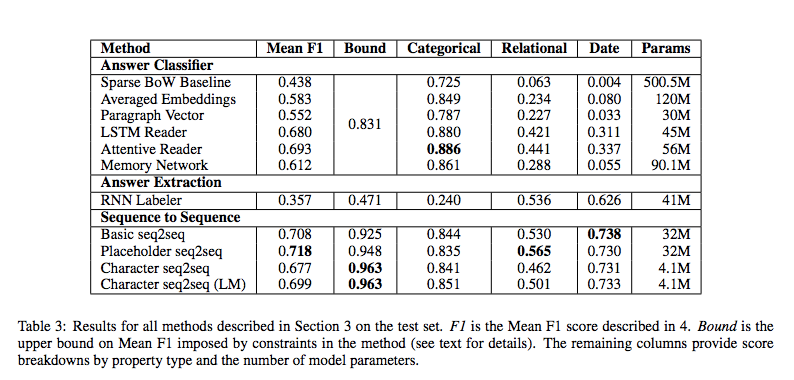 Method Mean F1 Bound Categorical Relational Date Params
Answer Classifier
Sparse BoW Baseline 0.438 0.725 0.063 0.004 500.5M
Averaged Embeddings 0.583 0.849 0.234 0.080 120M
Paragraph Vector 0.552 0.787 0.227 0.033 30M
0.831
LSTM Reader 0.680 0.880 0.421 0.311 45M
Attentive Reader 0.693 0.886 0.441 0.337 56M
Memory Network 0.612 0.861 0.288 0.055 90.1M
Answer Extraction
RNN Labeler 0.357 0.471 0.240 0.536 0.626 41M
Sequence to Sequence
Basic seq2seq 0.708 0.925 0.844 0.530 0.738 32M
Placeholder seq2seq 0.718 0.948 0.835 0.565 0.730 32M
Character seq2seq 0.677 0.963 0.841 0.462 0.731 4.1M
Character seq2seq (LM) 0.699 0.963 0.851 0.501 0.733 4.1M
Table 3: Results for all methods described in Section 3 on the test set. F1 is the Mean F1 score described in 4. Bound is the
upper bound on Mean F1 imposed by constraints in the method (see text for details). The remaining columns provide score
breakdowns by property type and the number of model parameters.